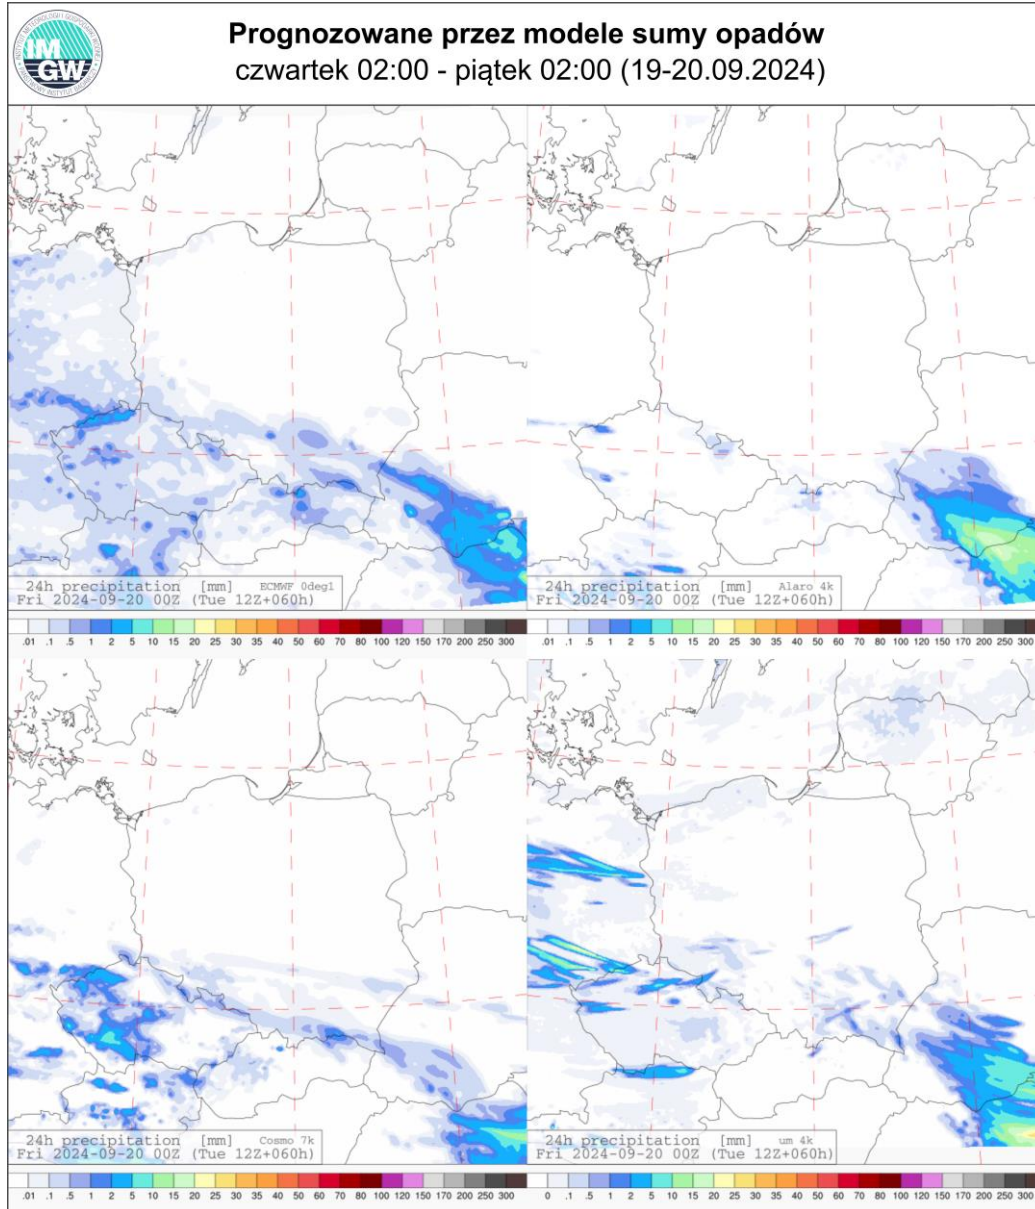 IM
GW
Prognozowane przez modele sumy opadów
czwartek 02:00 - piątek 02:00 (19-20.09.2024)
24h precipitation [mm] ECMWF 0deg1
Fri 2024-09-20 00Z (Tue 12Z+060h)
24h precipitation [mm] Alaro 4k
Fri 2024-09-20 00Z (Tue 12Z+060h)
.01 .1 .5 1 2 5 10 15 20 25 30 35 40 50 60 70 80 100 120 150 170 200 250 300
.01 .1 .5 1 2 5 10 15 20 25 30 35 40 50 60 70 80 100 120 150 170 200 250 300
24h precipitation [mm] Cosmo 7k
Fri 2024-09-20 00Z (Tue 12Z+060h)
24h precipitation [mm] um 4k
Fri 2024-09-20 00Z (Tue 12Z+060h)
.01 .1 .5 1 2 5 10 15 20 25 30 35 40 50 60 70 80 100 120 150 170 200 250 300
0 .1 .5 1 2 5 10 15 20 25 30 35 40 50 60 70 80 100 120 150 170 200 250 300